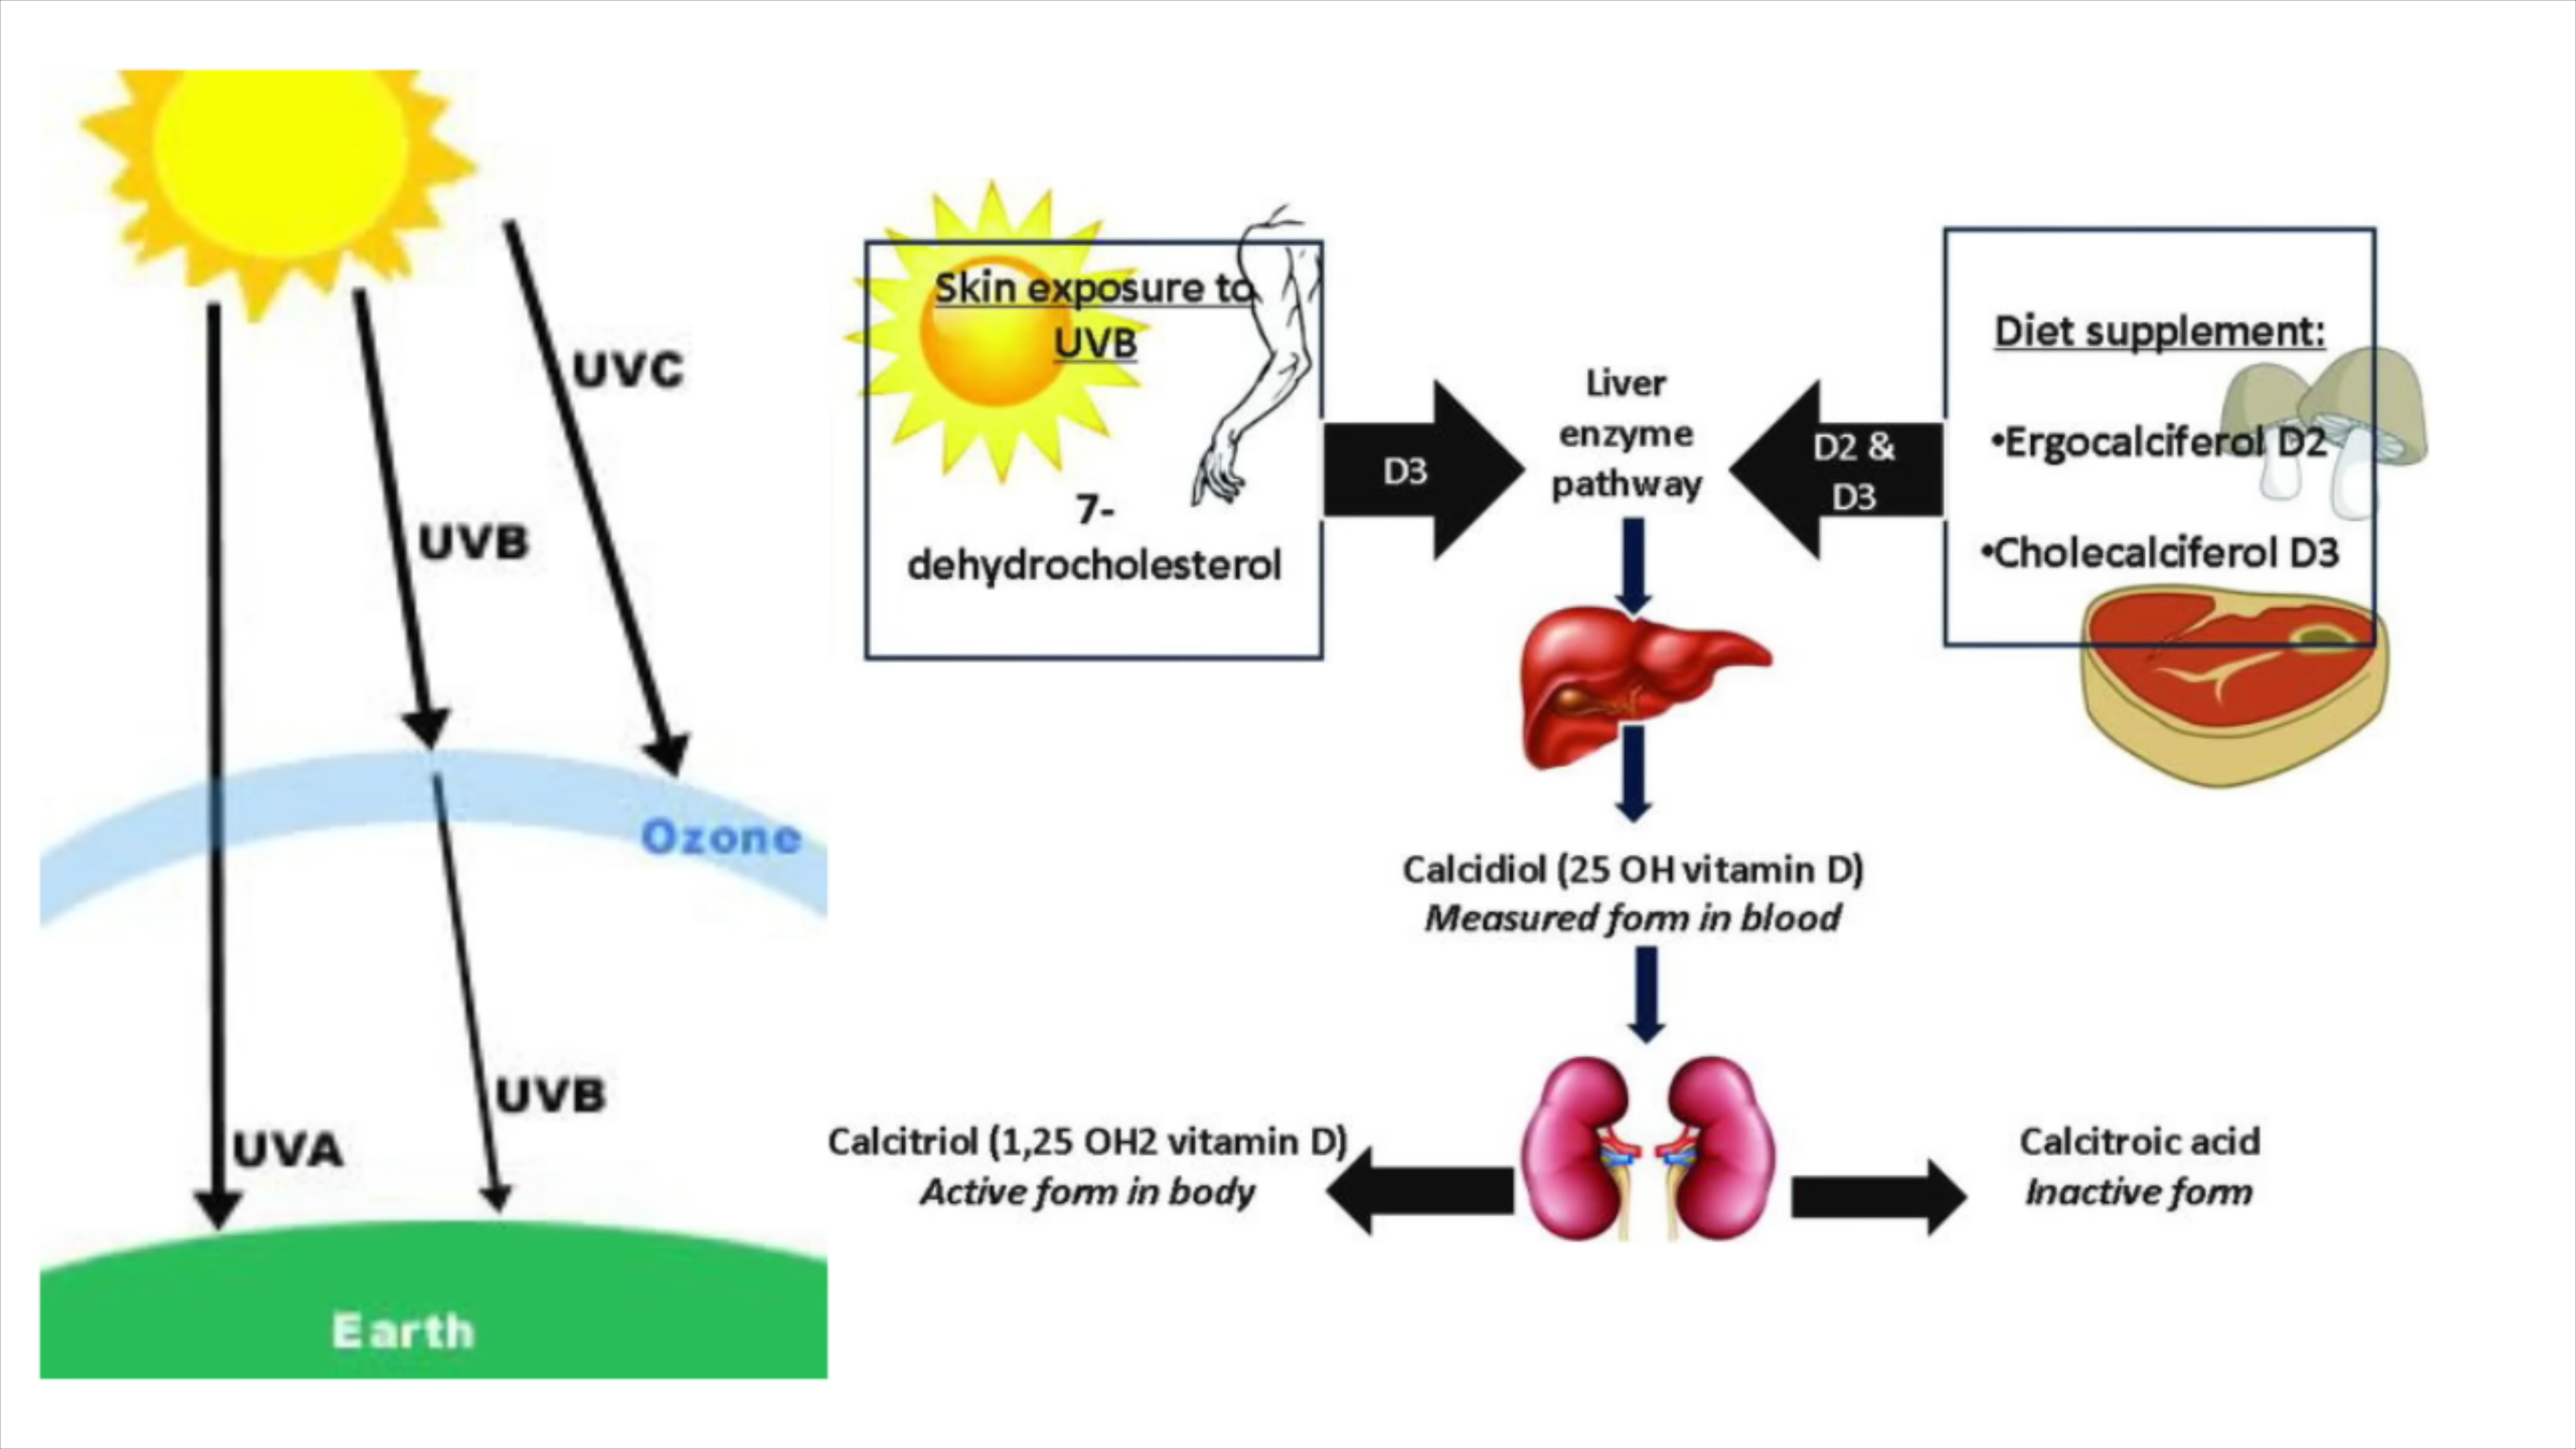 UVC
UVB
Ozone
UVB
UVA
Earth
Skin exposure to
UVB
7-
dehydrocholesterol
D3
Liver
enzyme
pathway
D2 &
D3
Diet supplement:
•Ergocalciferol D2
•Cholecalciferol D3
Calcidiol (25 OH vitamin D)
Measured form in blood
Calcitriol (1,25 OH2 vitamin D)
Active form in body
Calcitroic acid
Inactive form